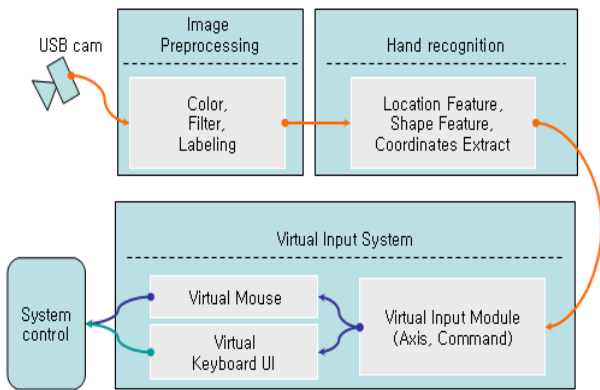 USB cam
Image
Preprocessing
Color,
Filter,
Labeling
Hand recognition
Location Feature,
Shape Feature,
Coordinates Extract
Virtual Input System
Virtual Mouse
Virtual
Keyboard UI
Virtual Input Module
(Axis, Command)
System
control